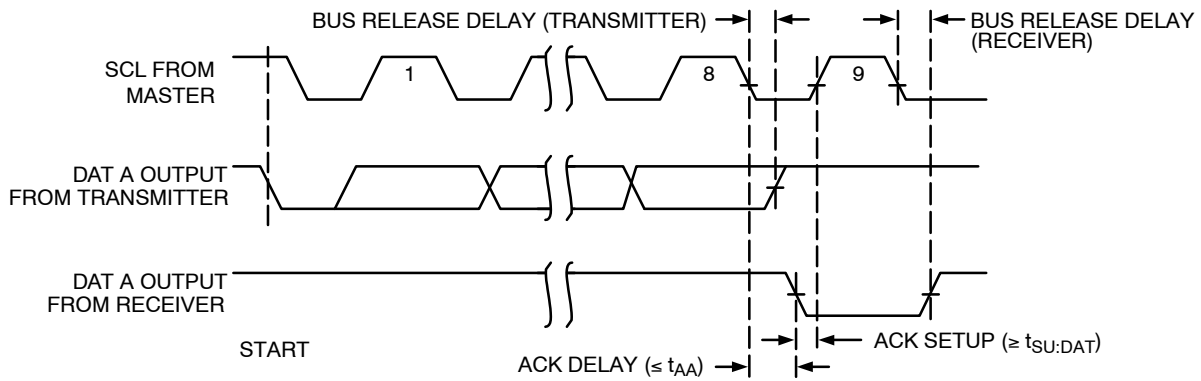 BUS RELEASE DELAY (TRANSMITTER)
BUS RELEASE DELAY
(RECEIVER)
SCL FROM
MASTER
1
8
9
DAT A OUTPUT
FROM TRANSMITTER
DAT A OUTPUT
FROM RECEIVER
START
ACK SETUP (≥ tSU:DAT)
ACK DELAY (≤ tAA)